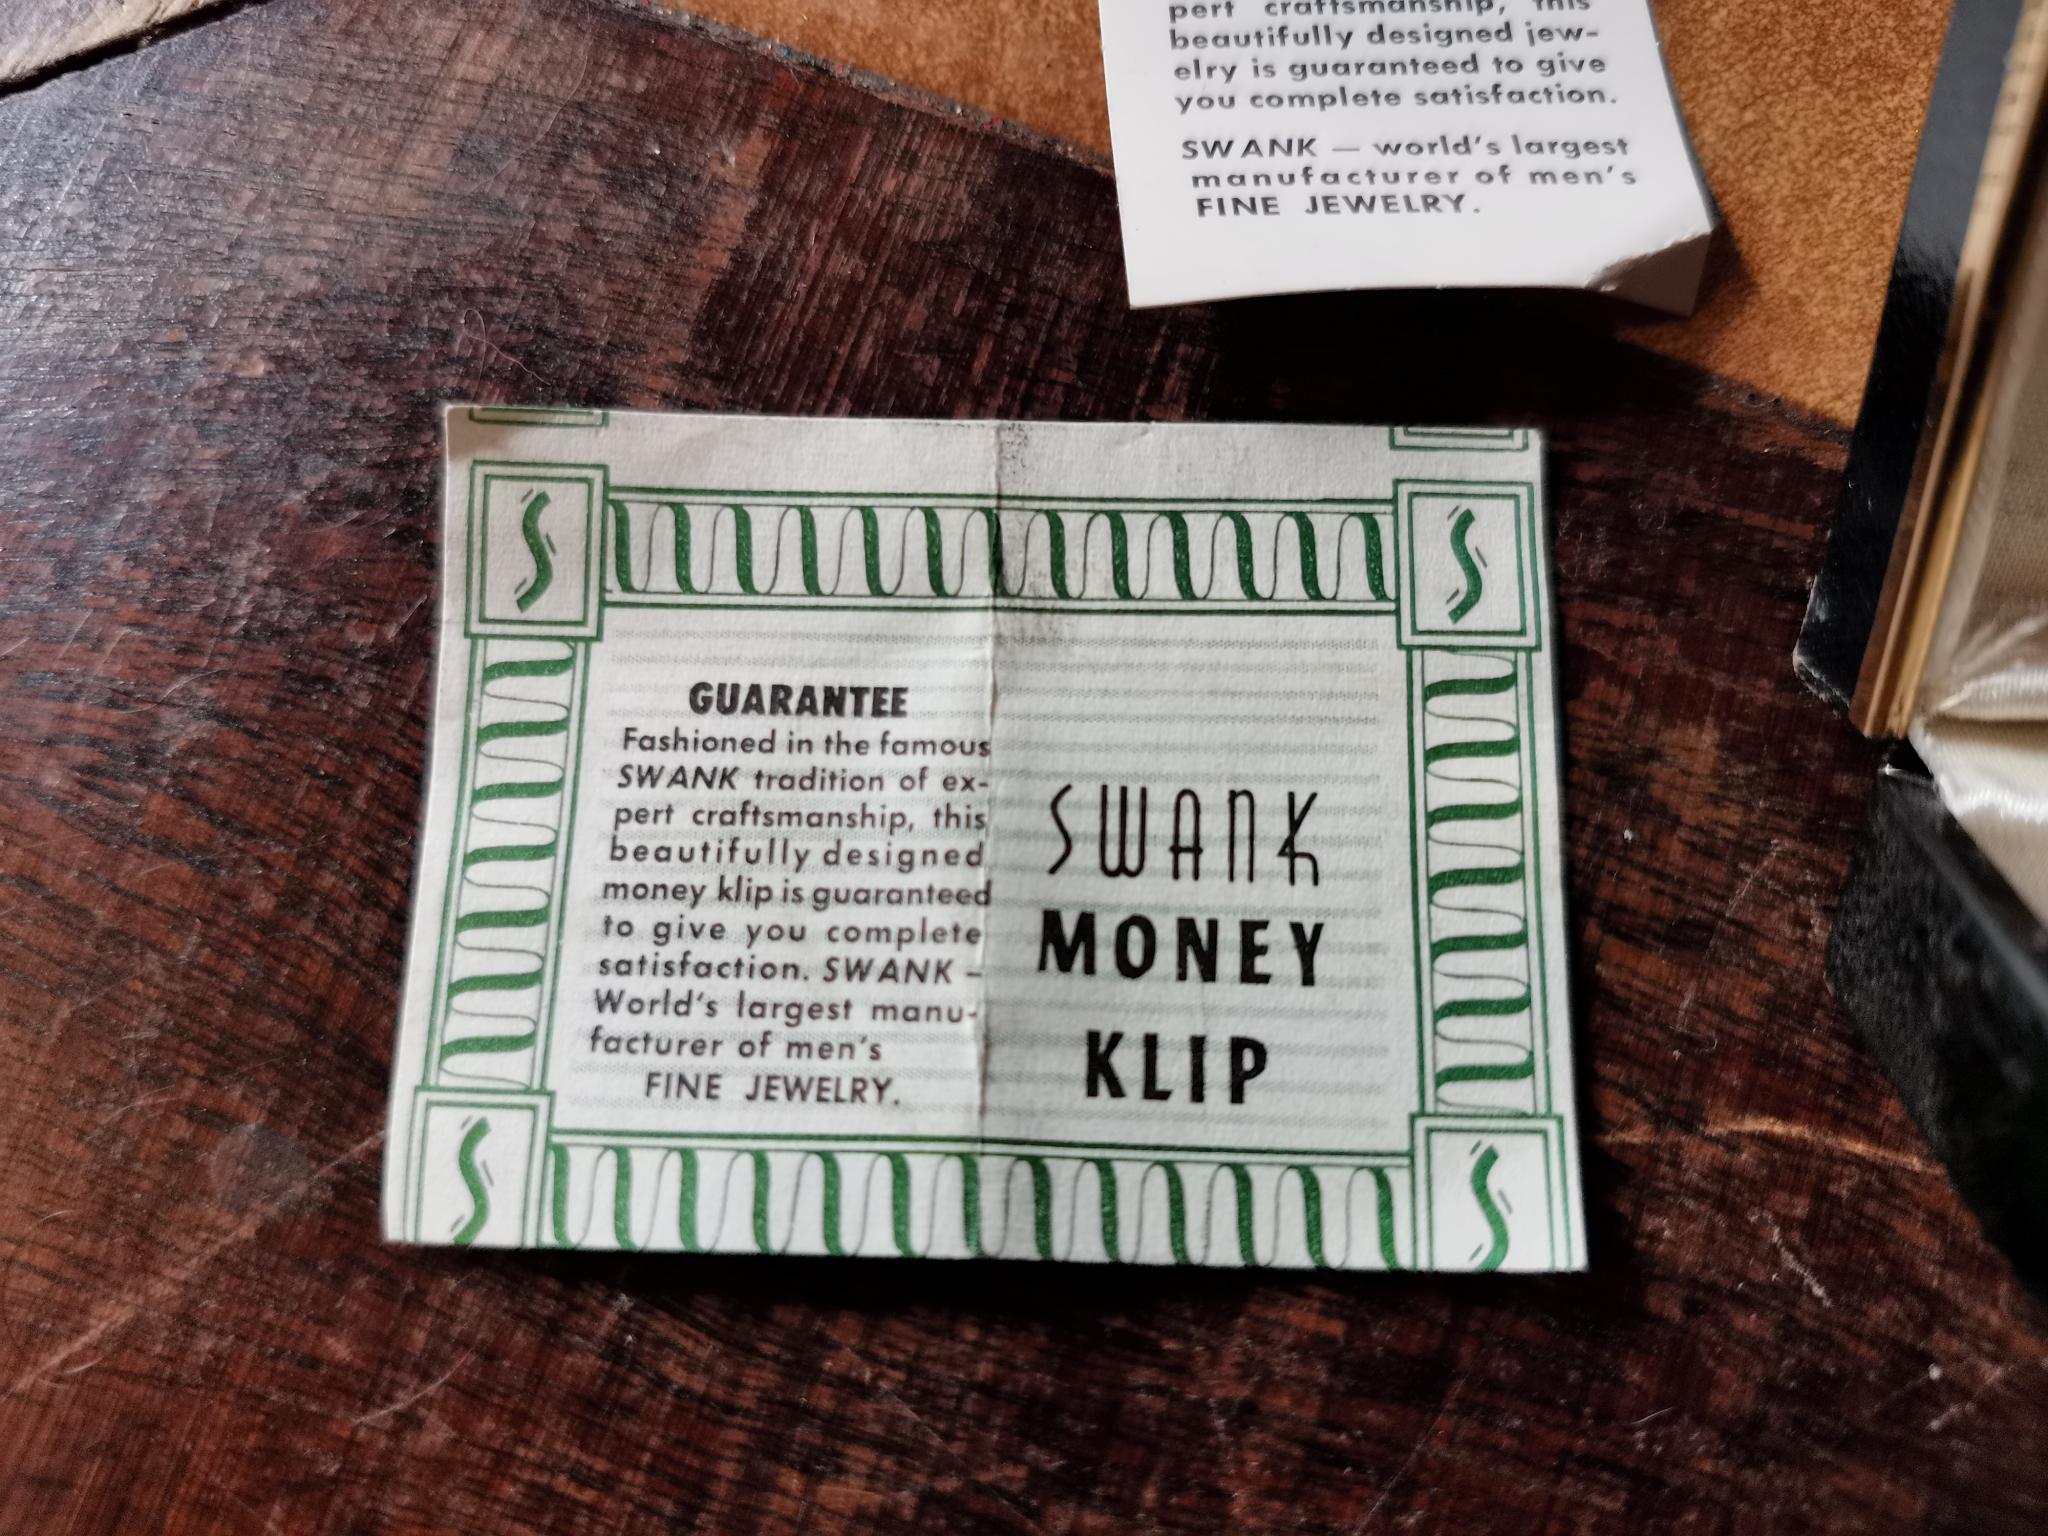 pert craftsmanship, this
beautifully designed jew-
elry is guaranteed to give
you complete satisfaction.
SWANK — world's largest
manufacturer of men's
FINE JEWELRY.
S
S
GUARANTEE
Fashioned in the famous
SWANK tradition of ex-
pert craftsmanship, this
beautifully designed
money klip is guaranteed
to give you complete
satisfaction. SWANK –
World's largest manu-
facturer of men's
FINE JEWELRY.
SWANK
MONEY
KLIP
S
S